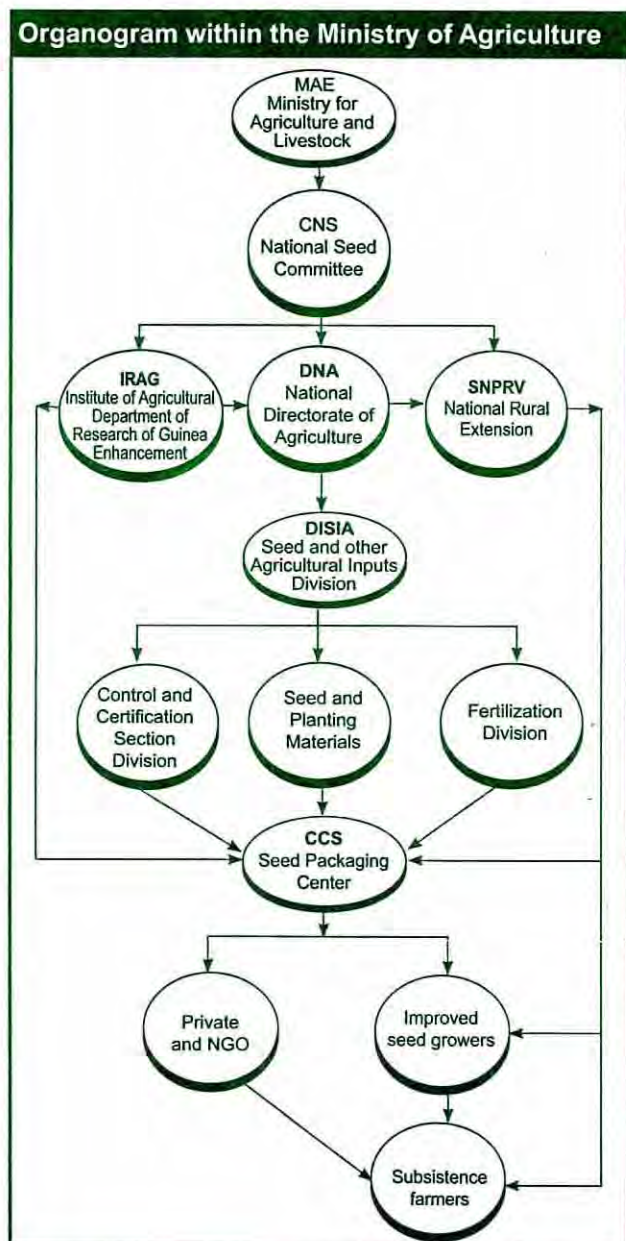 Organogram within the Ministry of Agriculture
MAE
Ministry for
Agriculture and
Livestock
CNS
National Seed
Committee
IRAG
Institute of Agricultural
Department of
Research of Guinea
Enhancement
DNA
National
Directorate of
Agriculture
SNPRV
National Rural
Extension
DISIA
Seed and other
Agricultural Inputs
Division
Control and
Certification
Section
Division
Seed and
Planting
Materials
Fertilization
Division
CCS
Seed Packaging
Center
Private
and NGO
Improved
seed growers
Subsistence
farmers